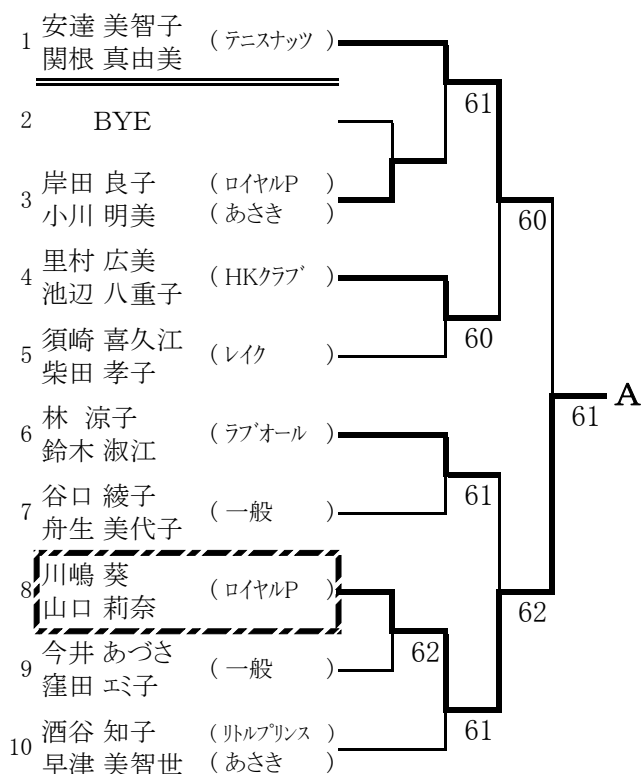 1 安達 美智子 (テニスナッツ )
関根 真由美
61
2 BYE
3 岸田 良子 (ロイヤルP )
小川 明美 (あさき )
60
4 里村 広美 (HKクラブ )
池辺 八重子
60
5 須崎 喜久江 (レイク )
柴田 孝子
61 A
6 林 涼子 (ラブオール )
鈴木 淑江
61
7 谷口 綾子 (一般 )
舟生 美代子
8 川嶋 葵 (ロイヤルP )
山口 莉奈
62
62
9 今井 あづさ (一般 )
窪田 エミ子
61
10 酒谷 知子 (リトルプリンス )
早津 美智世 (あさき )